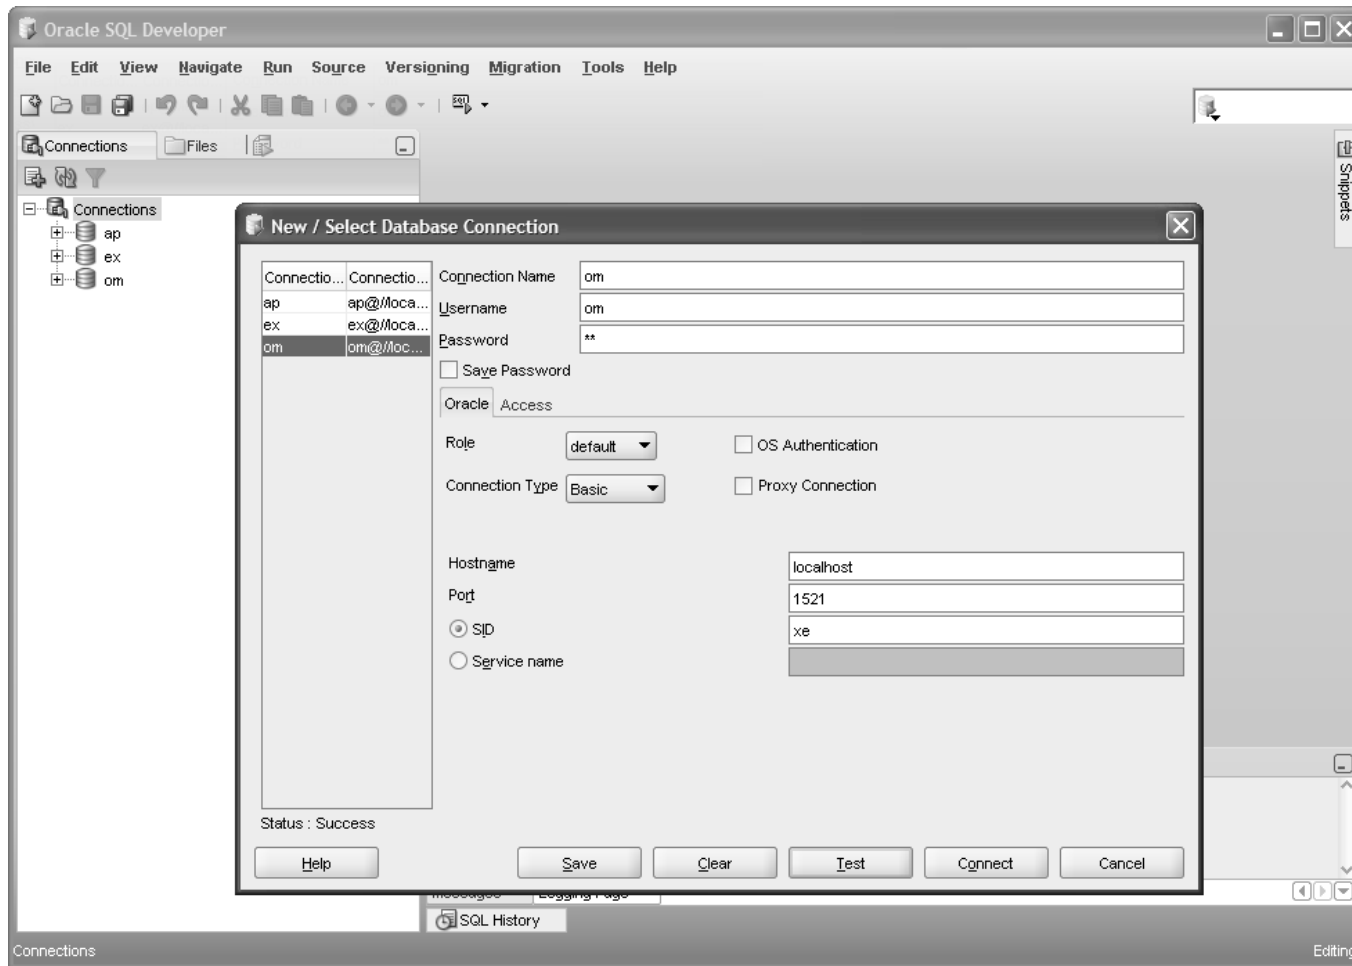 Oracle SQL Developer
File Edit View Navigate Run Source Versioning Migration Tools Help
Connections Files
Snippets
Connections
ap
ex
om
New / Select Database Connection
Connectio... Connectio...
ap ap@//loca...
ex ex@//loca...
om om@//loc...
Connection Name om
Username om
Password **
Save Password
Oracle Access
Role default OS Authentication
Connection Type Basic Proxy Connection
Hostname localhost
Port 1521
SID xe
Service name
Status : Success
Help Save Clear Test Connect Cancel
SQL History
Connections Editing